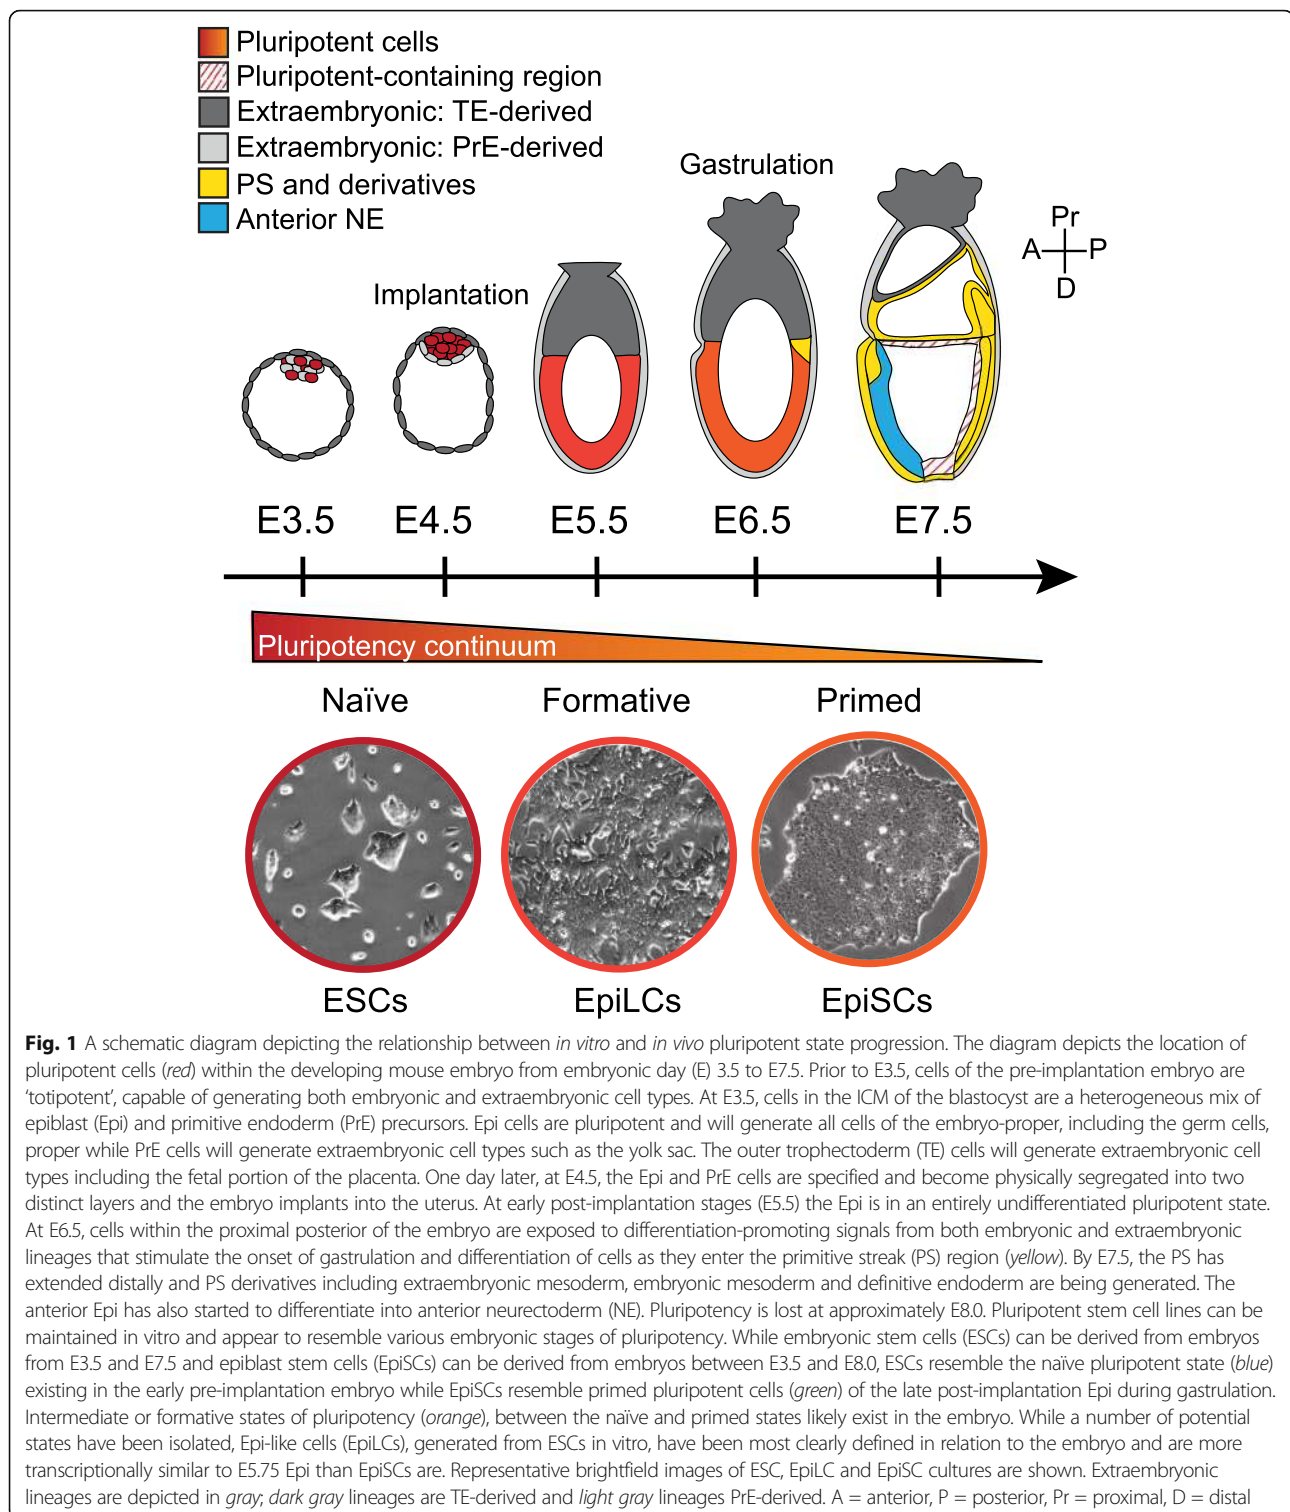 Pluripotent cells
Pluripotent-containing region
Extraembryonic: TE-derived
Extraembryonic: PrE-derived
PS and derivatives
Anterior NE
Gastrulation
Implantation
Pr
A
P
D
E3.5
E4.5
E5.5
E6.5
E7.5
Pluripotency continuum
Naïve
Formative
Primed
ESCs
EpiLCs
EpiSCs
Fig. 1 A schematic diagram depicting the relationship between in vitro and in vivo pluripotent state progression. The diagram depicts the location of
pluripotent cells (red) within the developing mouse embryo from embryonic day (E) 3.5 to E7.5. Prior to E3.5, cells of the pre-implantation embryo are
‘totipotent’, capable of generating both embryonic and extraembryonic cell types. At E3.5, cells in the ICM of the blastocyst are a heterogeneous mix of
epiblast (Epi) and primitive endoderm (PrE) precursors. Epi cells are pluripotent and will generate all cells of the embryo-proper, including the germ cells,
proper while PrE cells will generate extraembryonic cell types such as the yolk sac. The outer trophectoderm (TE) cells will generate extraembryonic cell
types including the fetal portion of the placenta. One day later, at E4.5, the Epi and PrE cells are specified and become physically segregated into two
distinct layers and the embryo implants into the uterus. At early post-implantation stages (E5.5) the Epi is in an entirely undifferentiated pluripotent state.
At E6.5, cells within the proximal posterior of the embryo are exposed to differentiation-promoting signals from both embryonic and extraembryonic
lineages that stimulate the onset of gastrulation and differentiation of cells as they enter the primitive streak (PS) region (yellow). By E7.5, the PS has
extended distally and PS derivatives including extraembryonic mesoderm, embryonic mesoderm and definitive endoderm are being generated. The
anterior Epi has also started to differentiate into anterior neurectoderm (NE). Pluripotency is lost at approximately E8.0. Pluripotent stem cell lines can be
maintained in vitro and appear to resemble various embryonic stages of pluripotency. While embryonic stem cells (ESCs) can be derived from embryos
from E3.5 and E7.5 and epiblast stem cells (EpiSCs) can be derived from embryos between E3.5 and E8.0, ESCs resemble the naïve pluripotent state (blue)
existing in the early pre-implantation embryo while EpiSCs resemble primed pluripotent cells (green) of the late post-implantation Epi during gastrulation.
Intermediate or formative states of pluripotency (orange), between the naïve and primed states likely exist in the embryo. While a number of potential
states have been isolated, Epi-like cells (EpiLCs), generated from ESCs in vitro, have been most clearly defined in relation to the embryo and are more
transcriptionally similar to E5.75 Epi than EpiSCs are. Representative brightfield images of ESC, EpiLC and EpiSC cultures are shown. Extraembryonic
lineages are depicted in gray; dark gray lineages are TE-derived and light gray lineages PrE-derived. A = anterior, P = posterior, Pr = proximal, D = distal